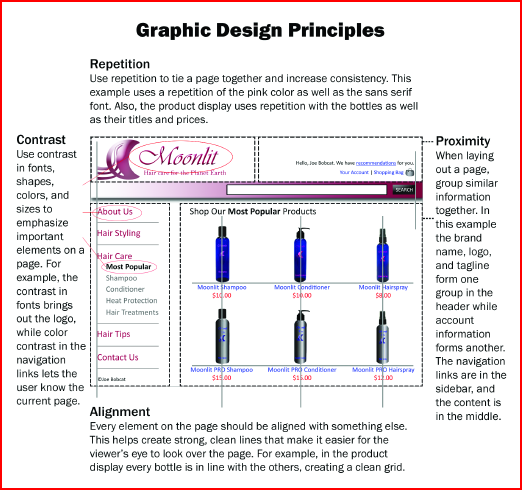 Graphic Design Principles
Repetition
Use repetition to tie a page together and increase consistency. This
example uses a repetition of the pink color as well as the sans serif
font. Also, the product display uses repetition with the bottles as well
as their titles and prices.
Contrast
Use contrast
in fonts,
shapes,
colors, and
sizes to
emphasize
important
elements on a
page. For
example, the
contrast in
fonts brings
out the logo,
while color
contrast in the
navigation
links lets the
user know the
current page.
Moonlit
Hair care for the Planet Earth
Hello, Joe Bobcat. We have recommendations for you.
Your Account | Shopping Bag
SEARCH
About Us
Hair Styling
Hair Care
Most Popular
Shampoo
Conditioner
Heat Protection
Hair Treatments
Hair Tips
Contact Us
©Joe Bobcat
Shop Our Most Popular Products
Moonlit Shampoo
$10.00
Moonlit Conditioner
$10.00
Moonlit Hairspray
$8.00
Moonlit PRO Shampoo
$15.00
Moonlit PRO Conditioner
Moonlit PRO Hairspray
$12.00
Proximity
When laying
out a page,
group similar
information
together. In
this example
the brand
name, logo,
and tagline
form one
group in the
header while
account
information
forms another.
The navigation
links are in the
sidebar, and
the content is
in the middle.
Alignment
Every element on the page should be aligned with something else.
This helps create strong, clean lines that make it easier for the
viewer's eye to look over the page. For example, in the product
display every bottle is in line with the others, creating a clean grid.